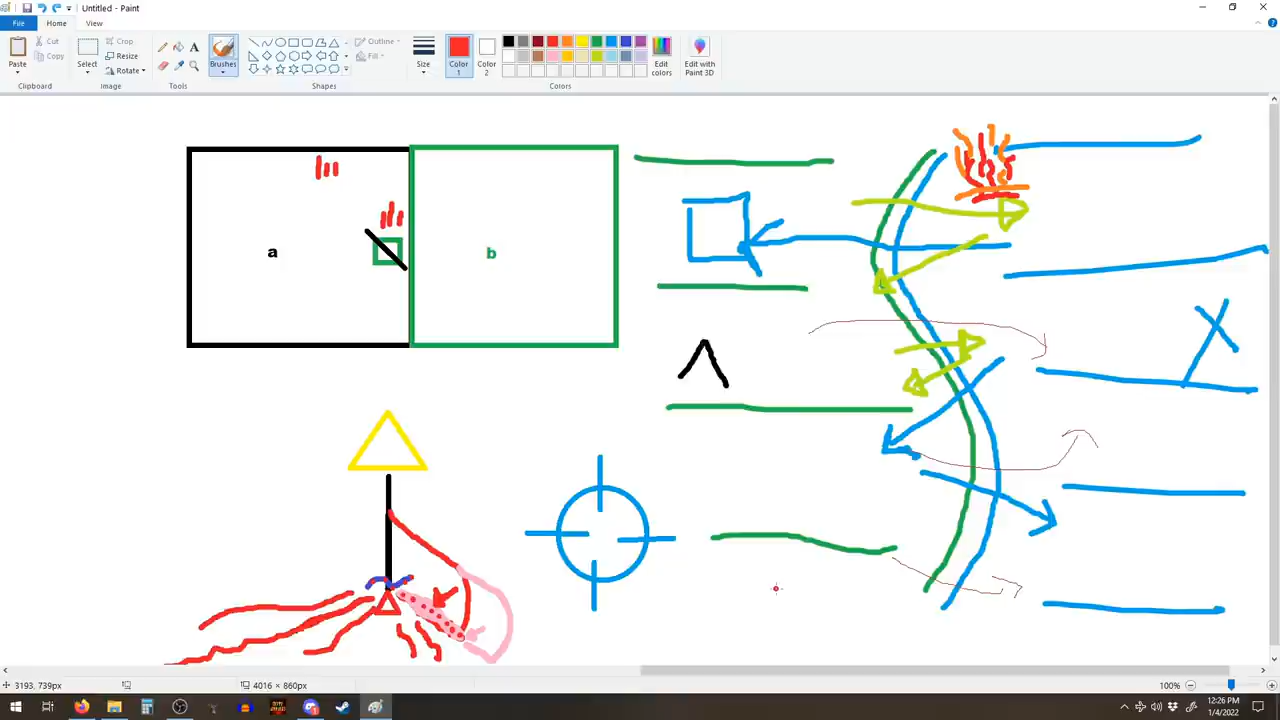 Untitled - Paint
File
Home
View
Paste
Cut
Copy
Clipboard
Select
Crop
Resize
Rotate
Image
A
Tools
Brushes
Outline
Fill
Shapes
Size
Color
1
Color
2
Edit
colors
Edit with
Paint 3D
Colors
a
b
3193, 739px
4016 × 860px
100%
12:26 PM
1/4/2022